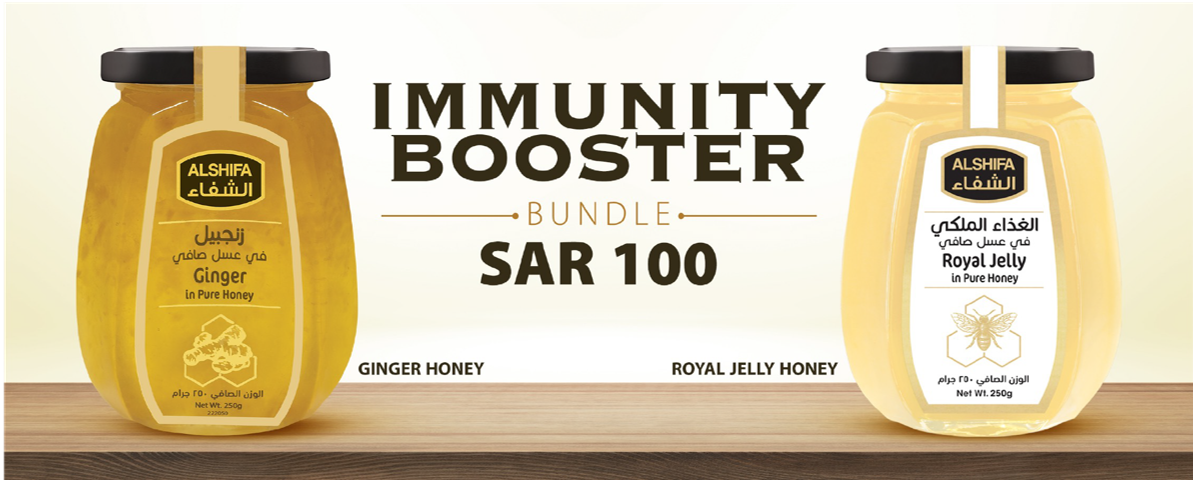 IMMUNITY
BOOSTER
BUNDLE
SAR 100
ALSHIFA
الشفاء
زنجبيل
في عسل صافي
Ginger
in Pure Honey
الوزن الصافي ٢٥٠ جرام
Net Wt. 250g
GINGER HONEY
ROYAL JELLY HONEY
ALSHIFA
الشفاء
الغذاء الملكي
في عسل صافي
Royal Jelly
in Pure Honey
الوزن الصافي ٢٥٠ جرام
Net Wt. 250g